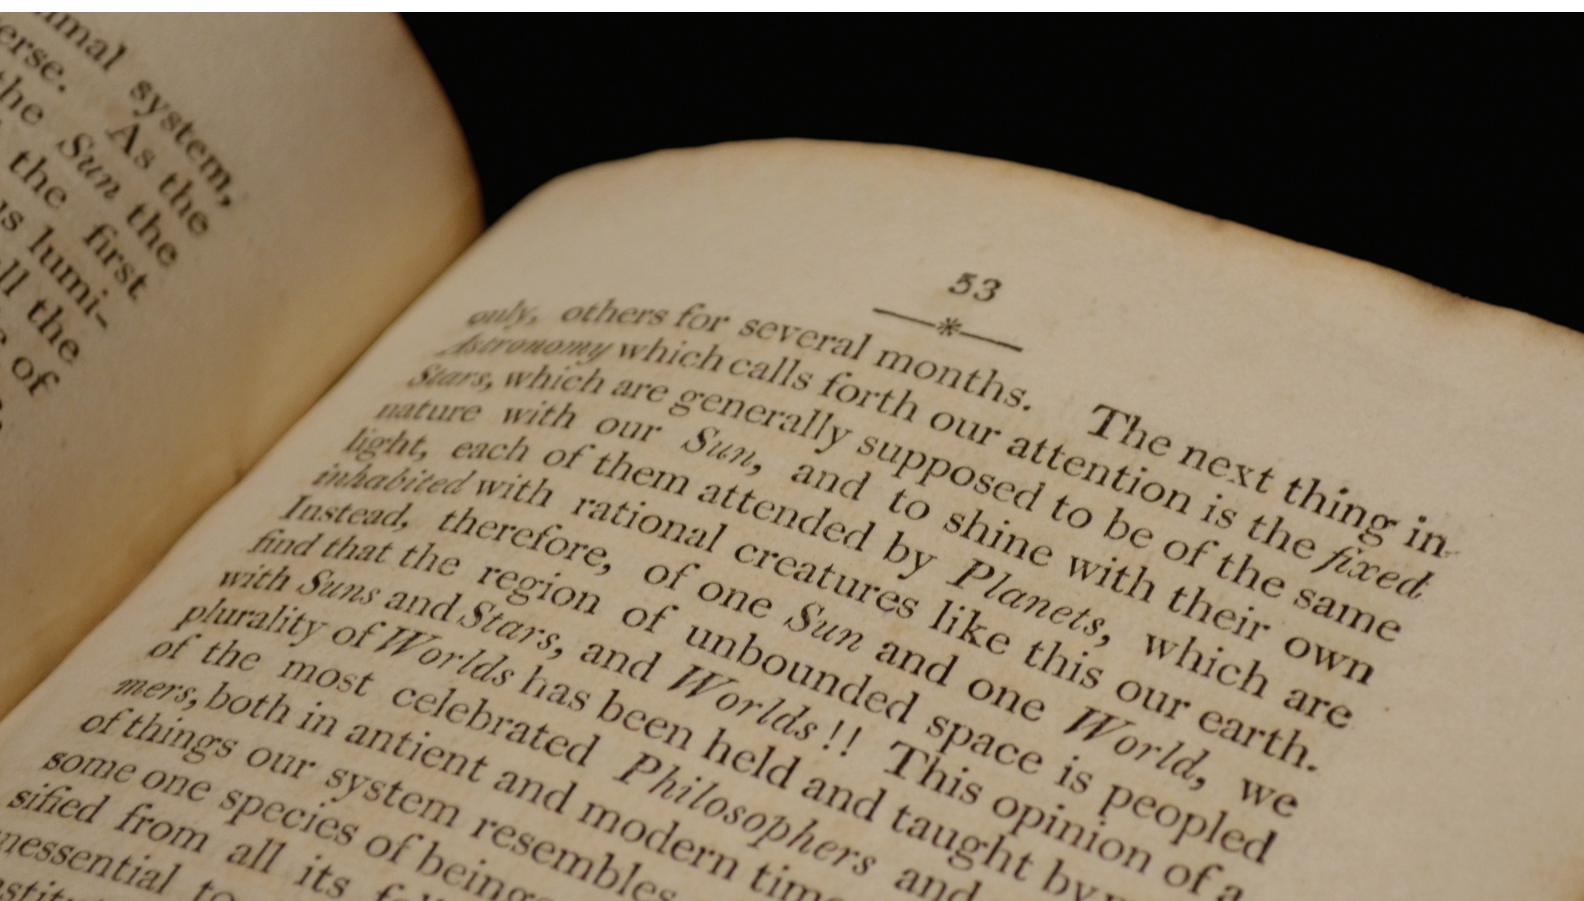 system,
erse. As the
the Sun the
the first
lumi-
the
of
53
only, others for several months. The next thing in
Astronomy which calls forth our attention is the fixed
Stars, which are generally supposed to be of the same
nature with our Sun, and to shine with their own
light, each of them attended by Planets, which are
inhabited with rational creatures like this our earth.
Instead, therefore, of one Sun and one World, we
find that the region of unbounded space is peopled
with Suns and Stars, and Worlds!! This opinion of a
plurality of Worlds has been held and taught by
of the most celebrated Philosophers and
mers, both in antient and modern
of things our system resembles
some one species of
sified from all its
to